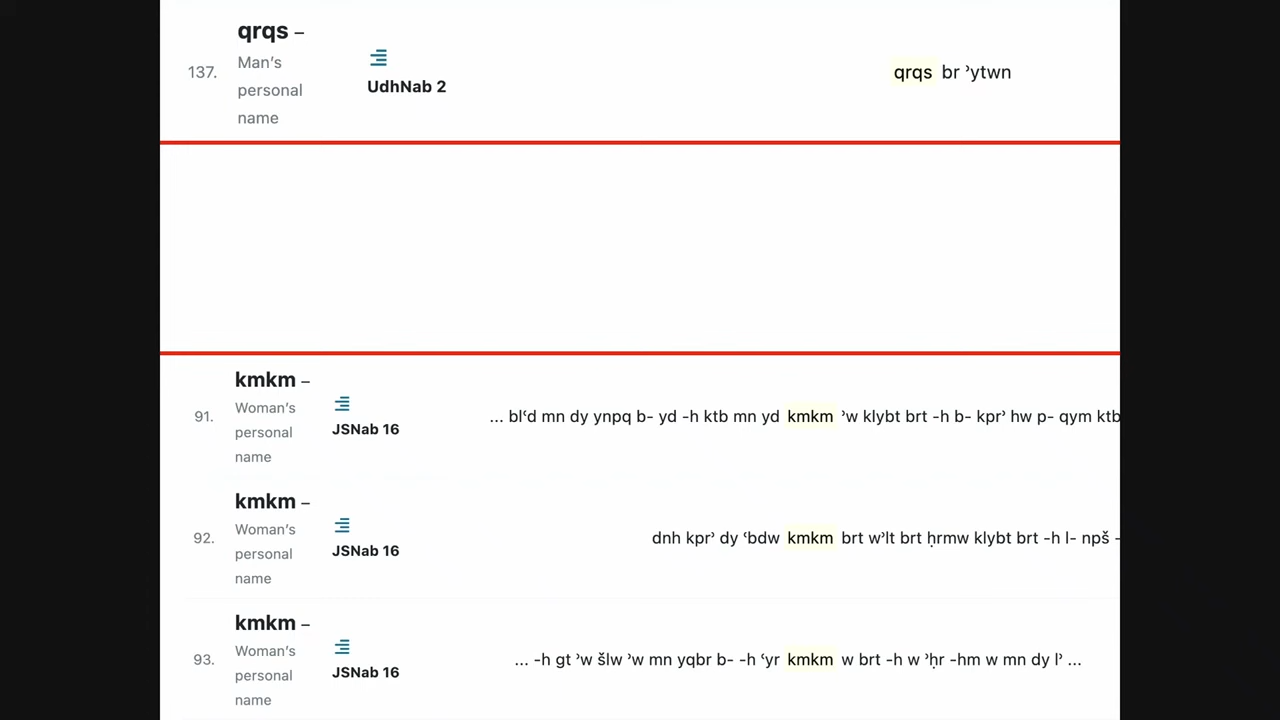 qrqs –
137. Man's personal name
UdhNab 2
qrqs br ʾytwn
kmkm –
91. Woman's personal name
JSNab 16
... blʿd mn dy ynpq b- yd -h ktb mn yd kmkm ʾw klybt brt -h b- kprʾ hw p- qym ktb
kmkm –
92. Woman's personal name
JSNab 16
dnh kprʾ dy ʿbdw kmkm brt wʾlt brt ḥrmw klybt brt -h l- npš -
kmkm –
93. Woman's personal name
JSNab 16
... -h gt ʾw šlw ʾw mn yqbr b- -h ʿyr kmkm w brt -h w ʾḥr -hm w mn dy lʾ ...